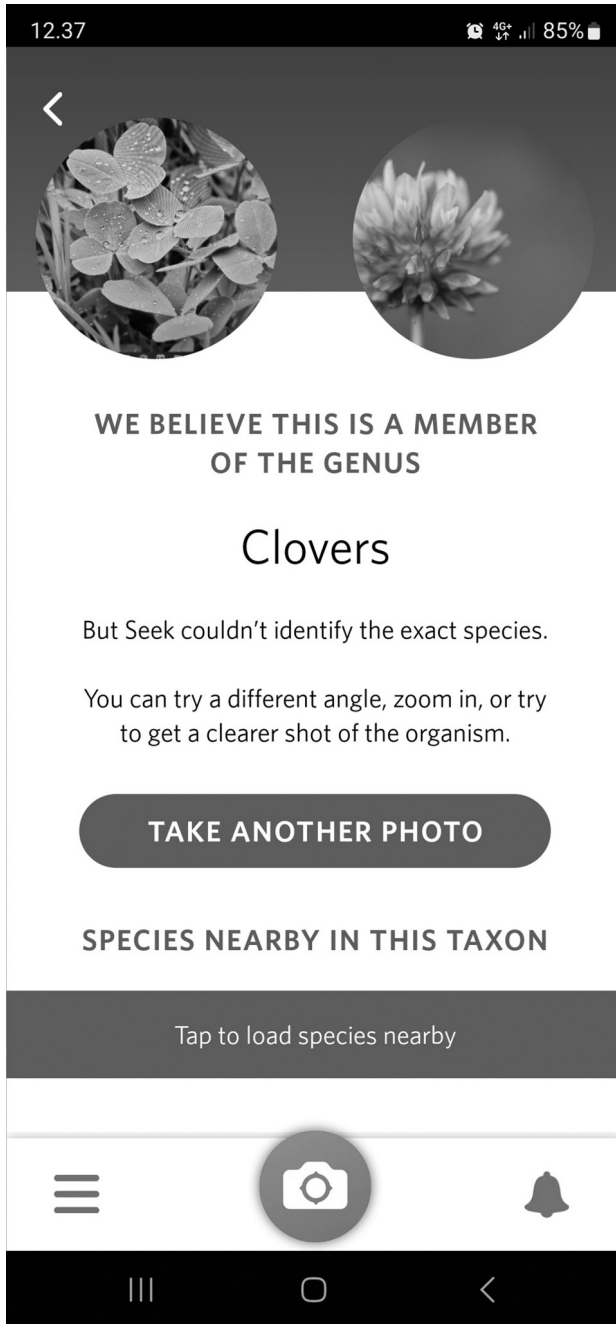 12.37 4G+ 85%
WE BELIEVE THIS IS A MEMBER
OF THE GENUS
Clovers
But Seek couldn't identify the exact species.
You can try a different angle, zoom in, or try
to get a clearer shot of the organism.
TAKE ANOTHER PHOTO
SPECIES NEARBY IN THIS TAXON
Tap to load species nearby